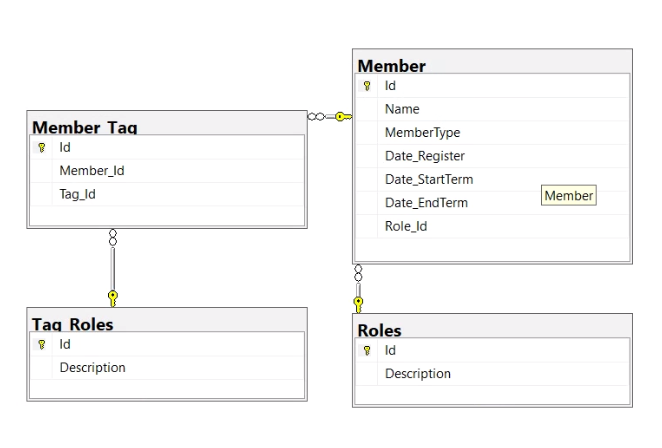 Member
Id
Name
MemberType
Date_Register
Date_StartTerm
Date_EndTerm
Role_Id
Member
Member_Tag
Id
Member_Id
Tag_Id
Tag_Roles
Id
Description
Roles
Id
Description